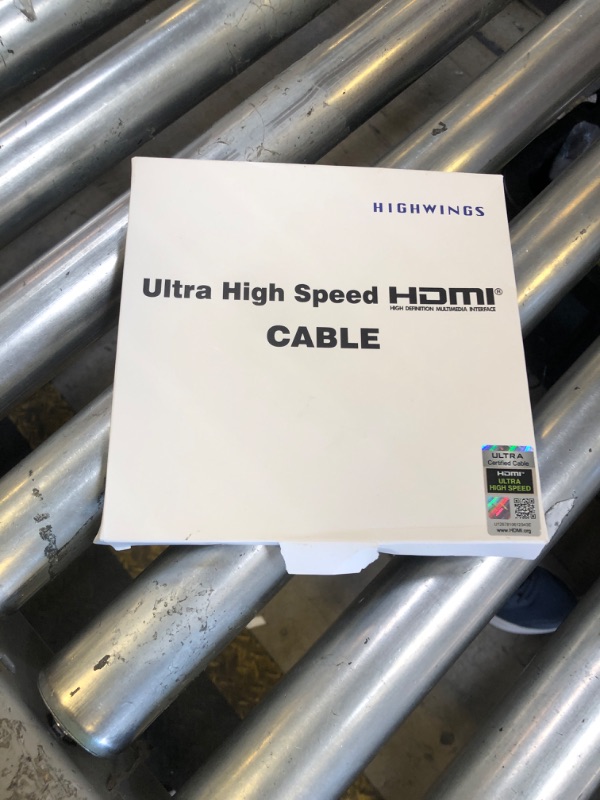 HIGHWINGS
Ultra High Speed HDMI®
HIGH DEFINITION MULTIMEDIA INTERFACE
CABLE
ULTRA
Certified Cable
HDMI™
ULTRA
HIGH SPEED
www.HDMI.org